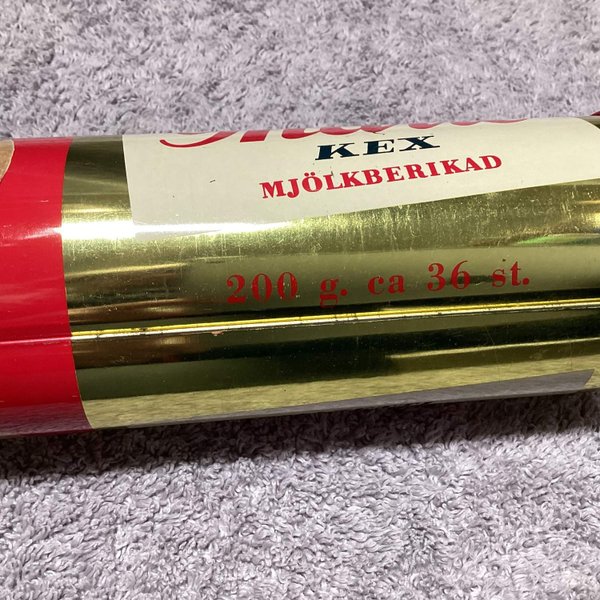 KEX
MJÖLKBERIKAD
200 g. ca 36 st.